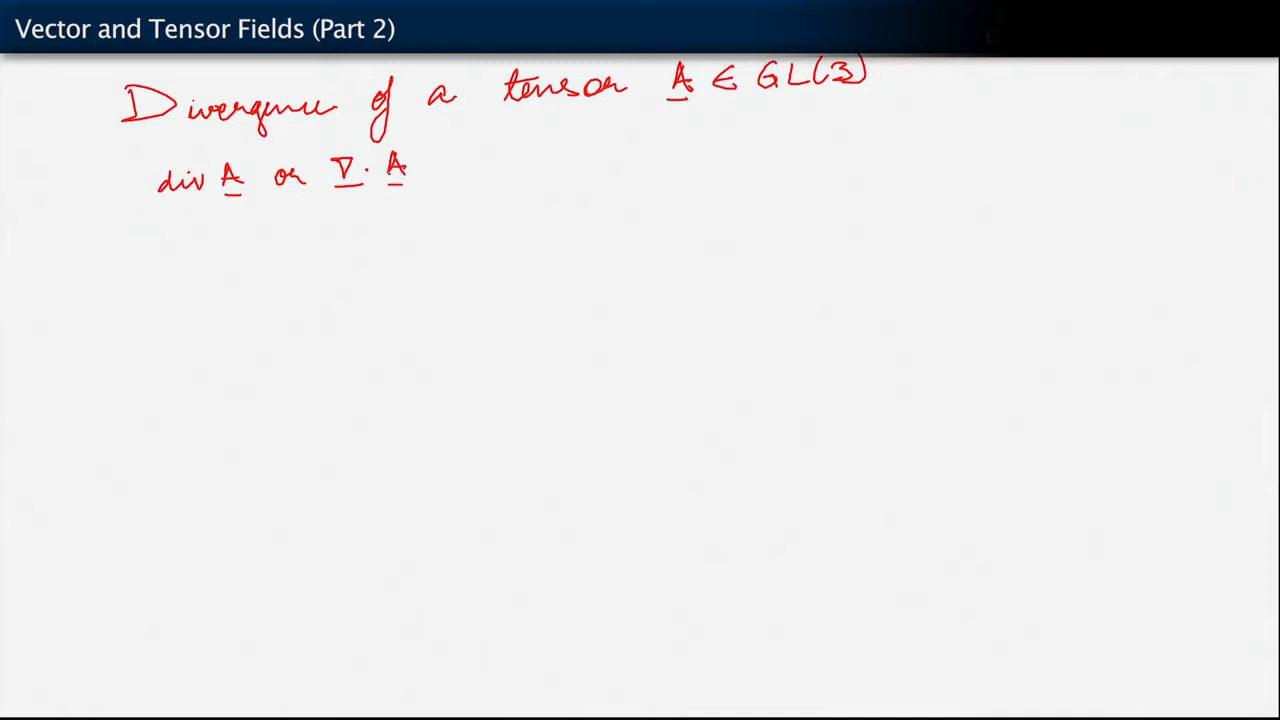 Vector and Tensor Fields (Part 2)
Divergence of a tensor A ∈ GL(3)
div A or ∇ · A